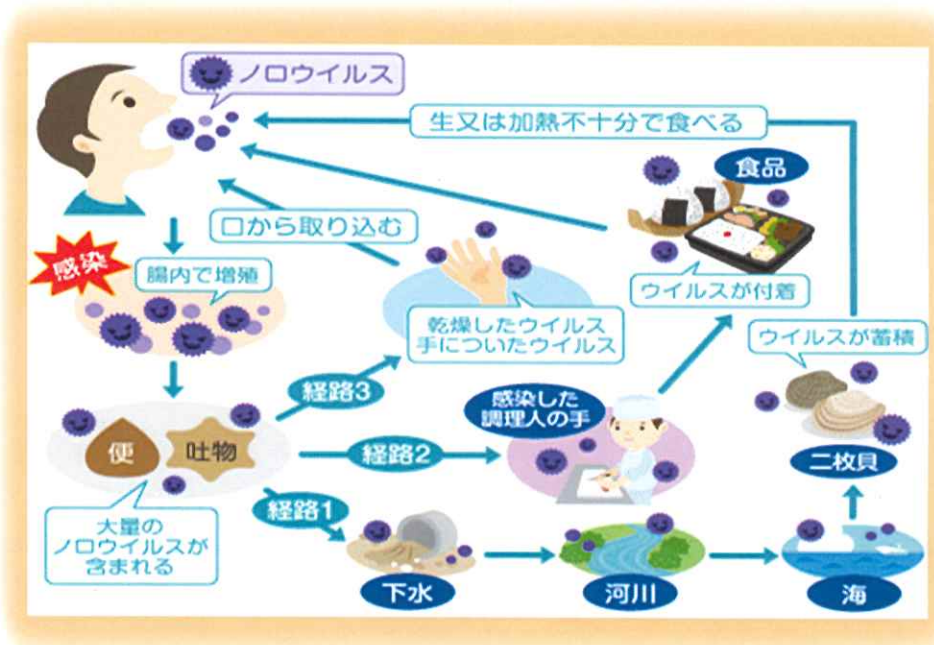 ノロウイルス
生又は加熱不十分で食べる
食品
口から取り込む
感染
腸内で増殖
ウイルスが付着
乾燥したウイルス
手についたウイルス
ウイルスが蓄積
経路3
感染した
調理人の手
便
吐物
経路2
二枚貝
経路1
大量の
ノロウイルスが
含まれる
下水
河川
海